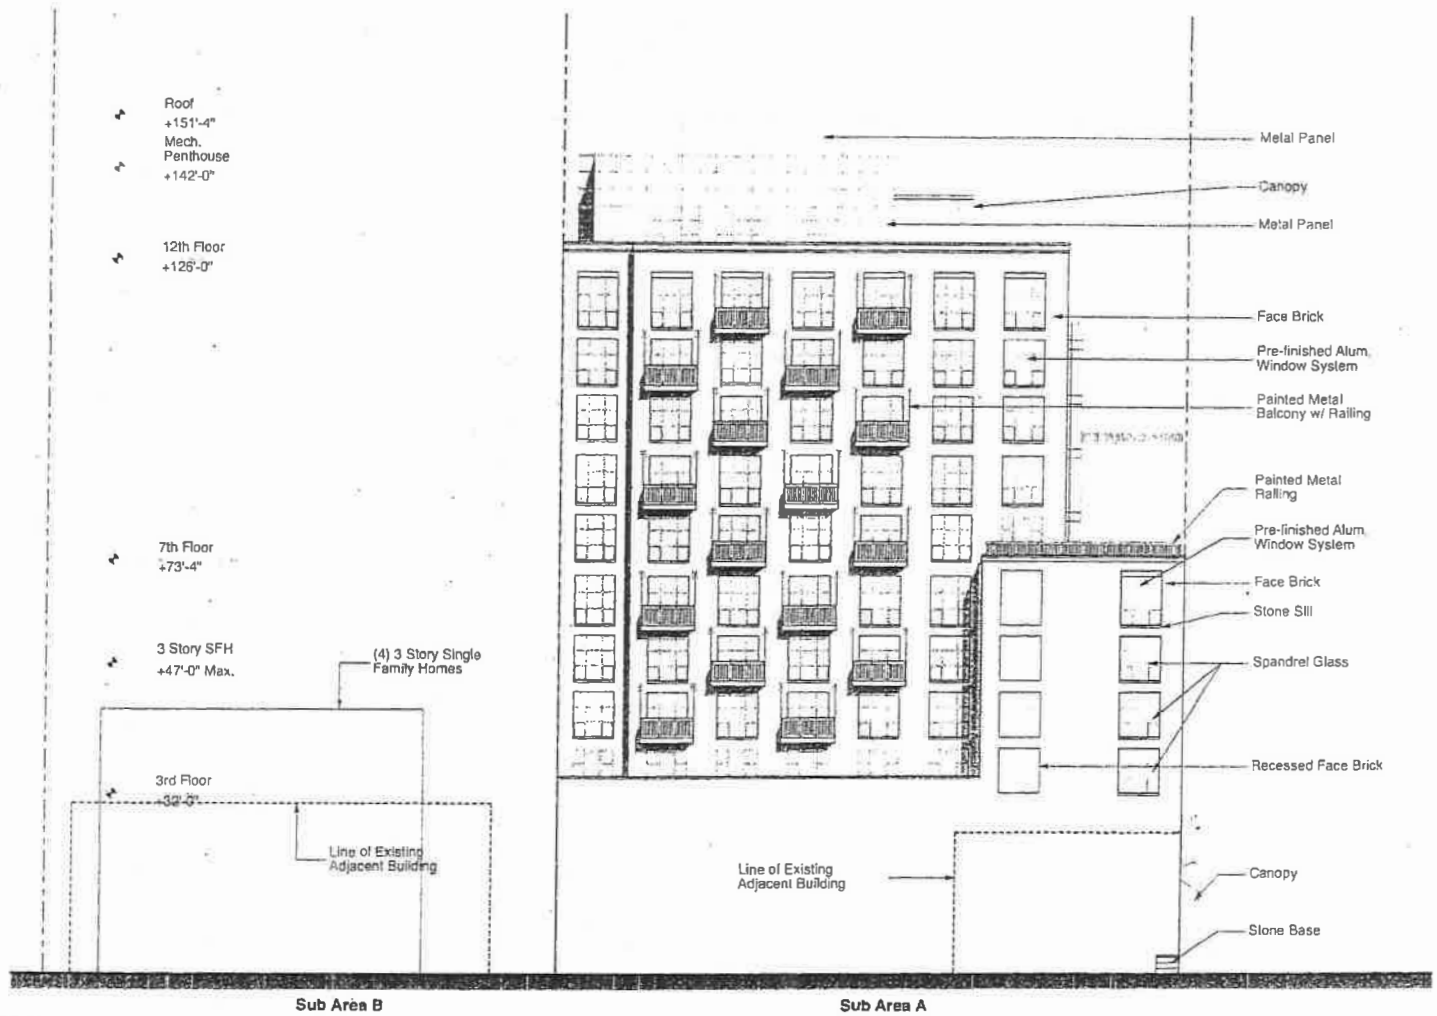 Roof
+151'-4"
Mech.
Penthouse
+142'-0"
12th Floor
+126'-0"
7th Floor
+73'-4"
3 Story SFH
+47'-0" Max.
3rd Floor
+32'-0"
(4) 3 Story Single
Family Homes
Line of Existing
Adjacent Building
Line of Existing
Adjacent Building
Metal Panel
Canopy
Metal Panel
Face Brick
Pre-finished Alum.
Window System
Painted Metal
Balcony w/ Railing
Painted Metal
Railing
Pre-finished Alum.
Window System
Face Brick
Stone Sill
Spandrel Glass
Recessed Face Brick
Canopy
Stone Base
Sub Area B
Sub Area A